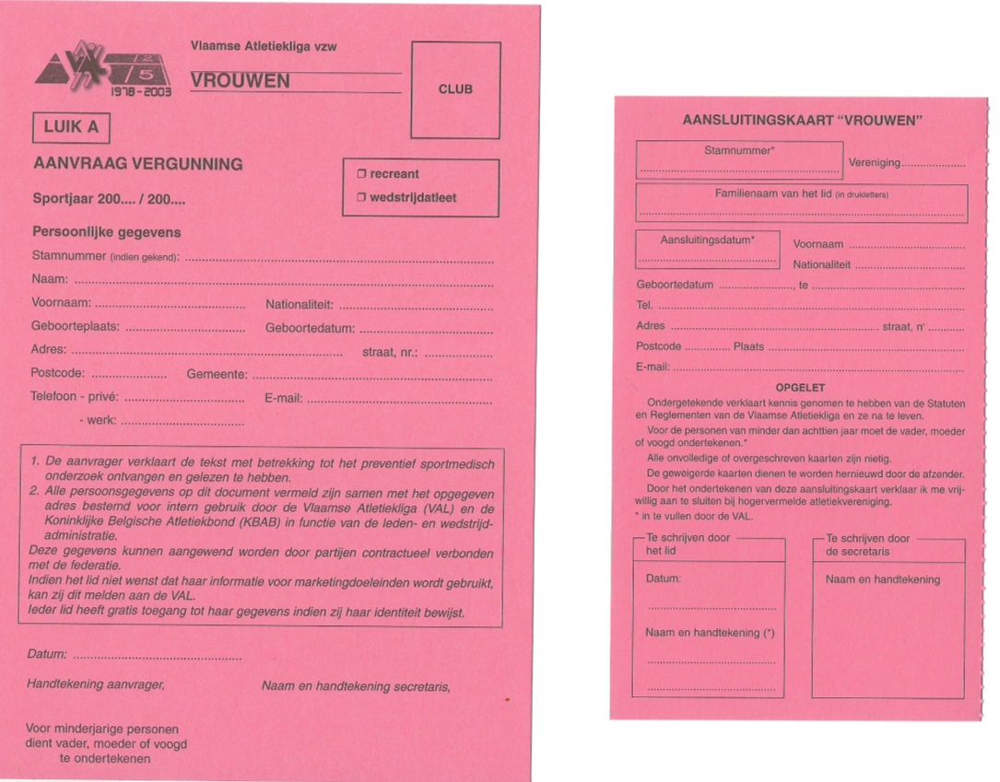 Vlaamse Atletiekliga vzw
VROUWEN
CLUB
VAL
25
1978-2003
LUIK A
AANVRAAG VERGUNNING
❒ recreant
❒ wedstrijdatleet
Sportjaar 200.... / 200....
Persoonlijke gegevens
Stamnummer (indien gekend): ..........
Naam: ..........
Voornaam: .......... Nationaliteit: ..........
Geboorteplaats: .......... Geboortedatum: ..........
Adres: .......... straat, nr.: ..........
Postcode: .......... Gemeente: ..........
Telefoon - privé: .......... E-mail: ..........
- werk: ..........
1. De aanvrager verklaart de tekst met betrekking tot het preventief sportmedisch
onderzoek ontvangen en gelezen te hebben.
2. Alle persoonsgegevens op dit document vermeld zijn samen met het opgegeven
adres bestemd voor intern gebruik door de Vlaamse Atletiekliga (VAL) en de
Koninklijke Belgische Atletiekbond (KBAB) in functie van de leden- en wedstrijd-
administratie.
Deze gegevens kunnen aangewend worden door partijen contractueel verbonden
met de federatie.
Indien het lid niet wenst dat haar informatie voor marketingdoeleinden wordt gebruikt,
kan zij dit melden aan de VAL.
Ieder lid heeft gratis toegang tot haar gegevens indien zij haar identiteit bewijst.
Datum: ..........
Handtekening aanvrager, Naam en handtekening secretaris,
Voor minderjarige personen
dient vader, moeder of voogd
te ondertekenen
AANSLUITINGSKAART “VROUWEN”
Stamnummer*
Vereniging..........
Familienaam van het lid (in drukletters)
Aansluitingsdatum*
Voornaam ..........
Nationaliteit ..........
Geboortedatum .........., te ..........
Tel. ..........
Adres .......... straat, nr ..........
Postcode .......... Plaats ..........
E-mail: ..........
OPGELET
Ondergetekende verklaart kennis genomen te hebben van de Statuten
en Reglementen van de Vlaamse Atletiekliga en ze na te leven.
Voor de personen van minder dan achttien jaar moet de vader, moeder
of voogd ondertekenen.*
Alle onvolledige of overgeschreven kaarten zijn nietig.
De geweigerde kaarten dienen te worden hernieuwd door de afzender.
Door het ondertekenen van deze aansluitingskaart verklaar ik me vrij-
willig aan te sluiten bij hogervermelde atletiekvereniging.
* in te vullen door de VAL.
Te schrijven door
het lid
Datum:
Naam en handtekening (*)
Te schrijven door
de secretaris
Naam en handtekening